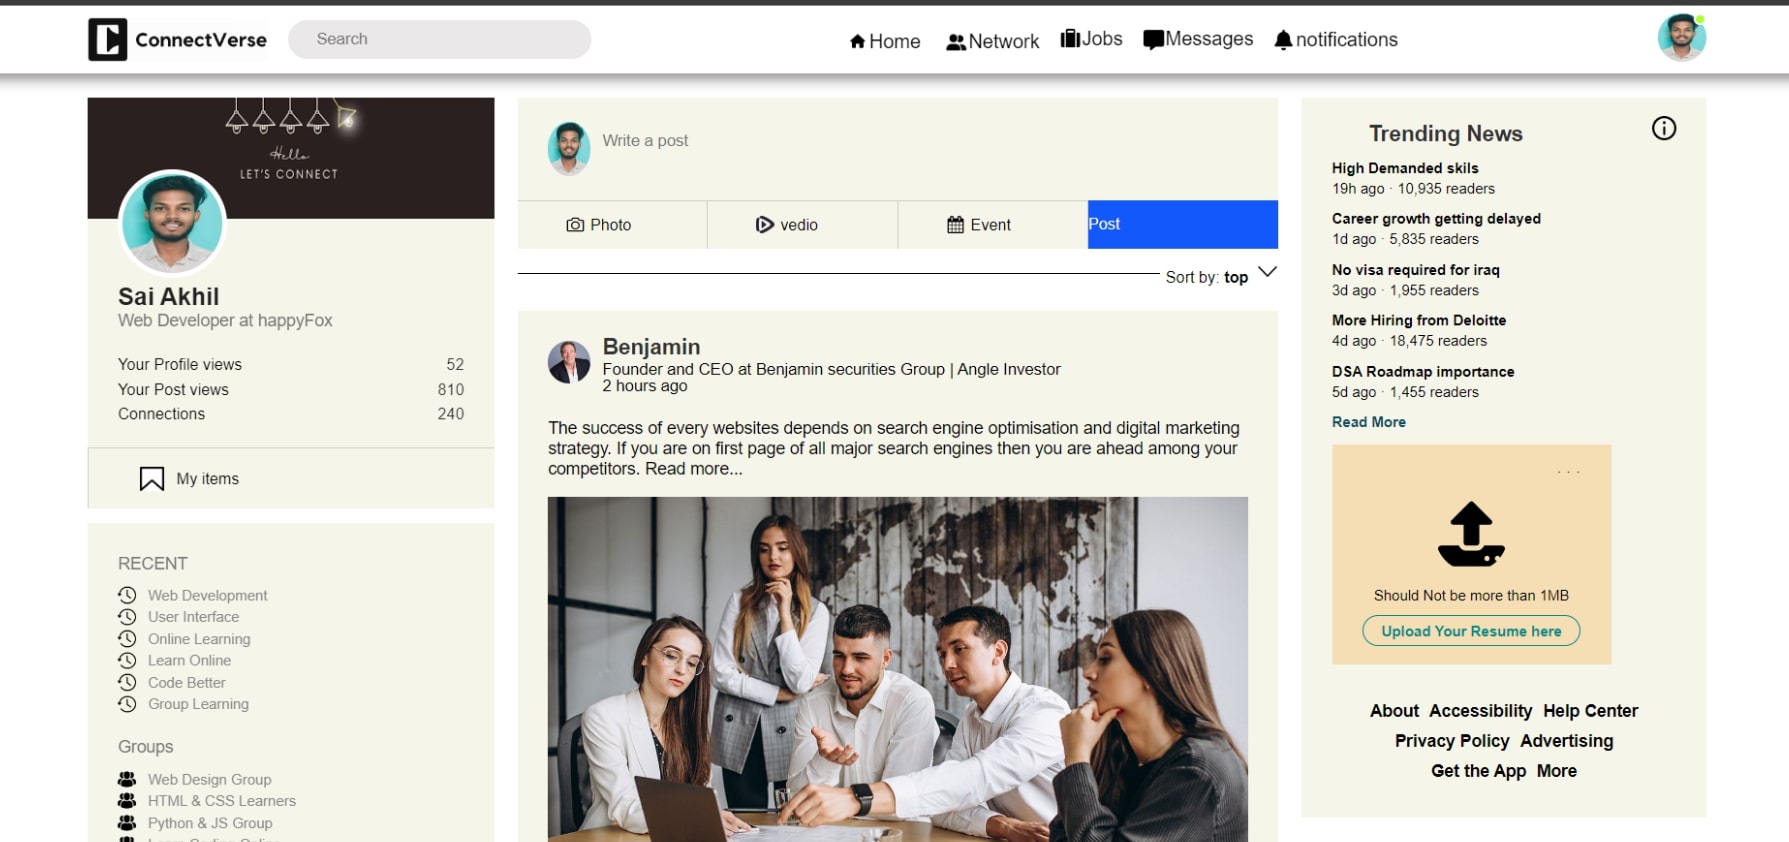 ConnectVerse
Search
Home
Network
Jobs
Messages
notifications
Hello
LET'S CONNECT
Sai Akhil
Web Developer at happyFox
Your Profile views 52
Your Post views 810
Connections 240
My items
RECENT
Web Development
User Interface
Online Learning
Learn Online
Code Better
Group Learning
Groups
Web Design Group
HTML & CSS Learners
Python & JS Group
Write a post
Photo
vedio
Event
Post
Sort by: top
Benjamin
Founder and CEO at Benjamin securities Group | Angle Investor
2 hours ago
The success of every websites depends on search engine optimisation and digital marketing
strategy. If you are on first page of all major search engines then you are ahead among your
competitors. Read more...
Trending News
High Demanded skils
19h ago · 10,935 readers
Career growth getting delayed
1d ago · 5,835 readers
No visa required for iraq
3d ago · 1,955 readers
More Hiring from Deloitte
4d ago · 18,475 readers
DSA Roadmap importance
5d ago · 1,455 readers
Read More
. . .
Should Not be more than 1MB
Upload Your Resume here
About Accessibility Help Center
Privacy Policy Advertising
Get the App More